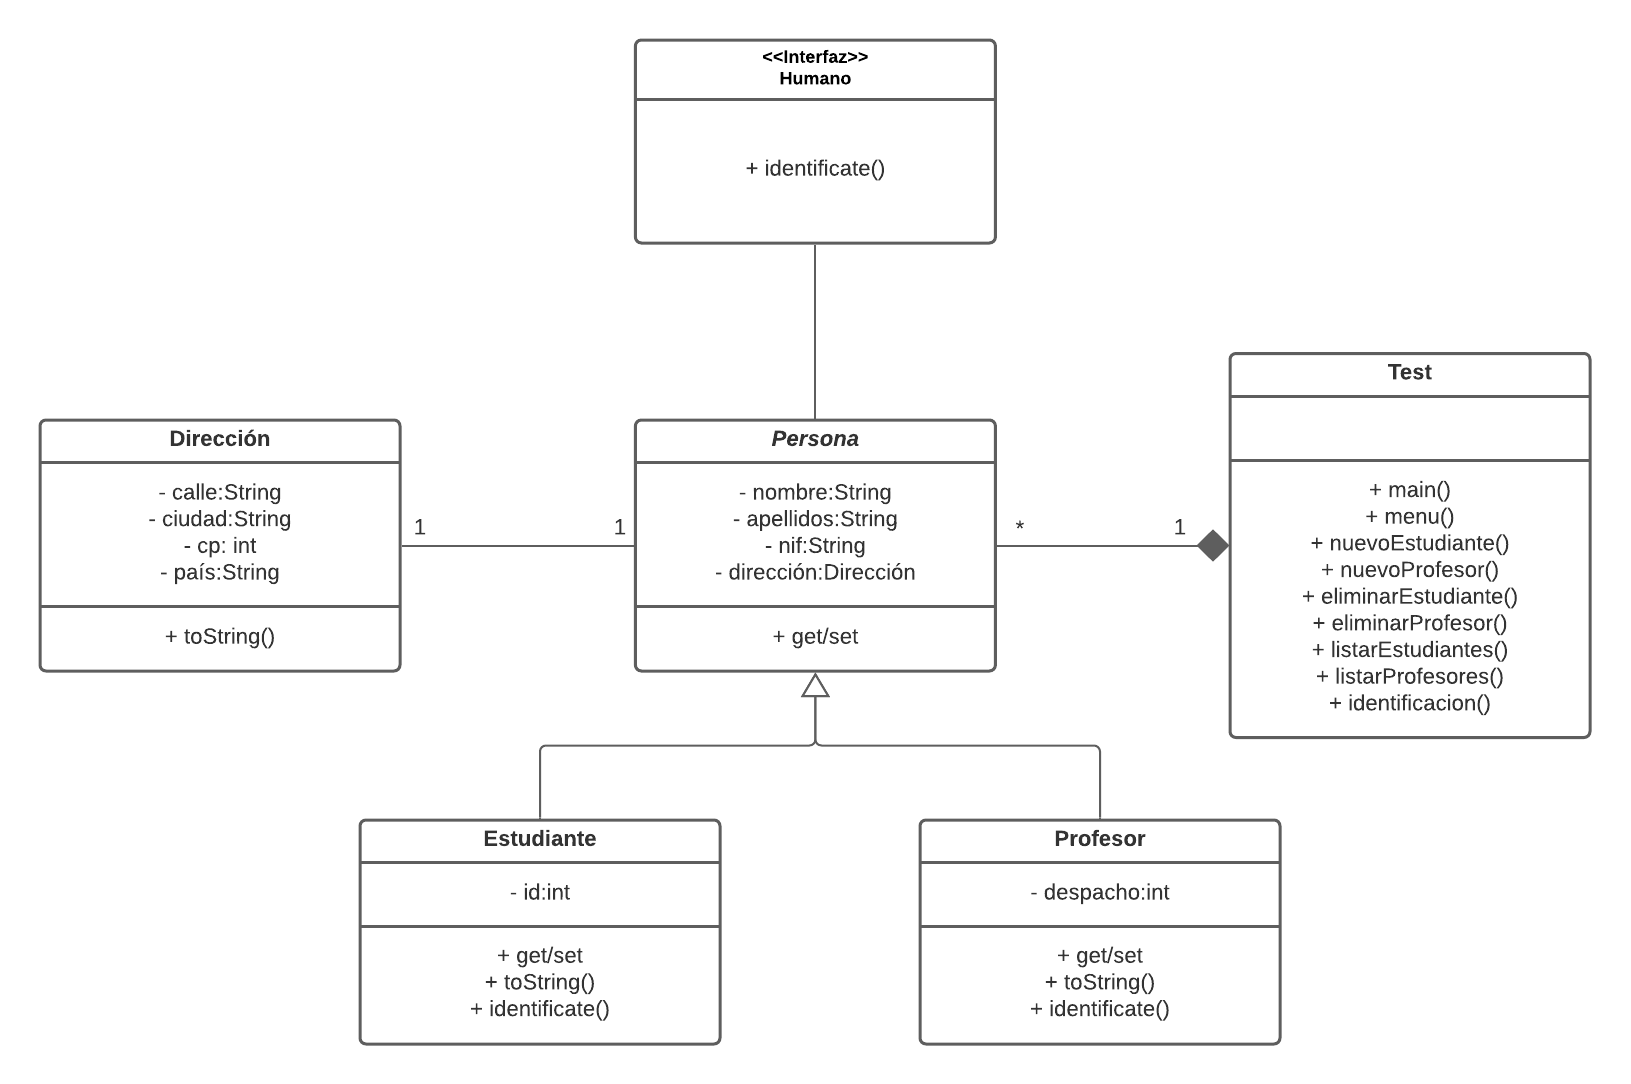 <<Interfaz>>
Humano
+ identificate()
Dirección
- calle:String
- ciudad:String
- cp: int
- país:String
+ toString()
1
1
Persona
- nombre:String
- apellidos:String
- nif:String
- dirección:Dirección
+ get/set
*
1
Test
+ main()
+ menu()
+ nuevoEstudiante()
+ nuevoProfesor()
+ eliminarEstudiante()
+ eliminarProfesor()
+ listarEstudiantes()
+ listarProfesores()
+ identificacion()
Estudiante
- id:int
+ get/set
+ toString()
+ identificate()
Profesor
- despacho:int
+ get/set
+ toString()
+ identificate()